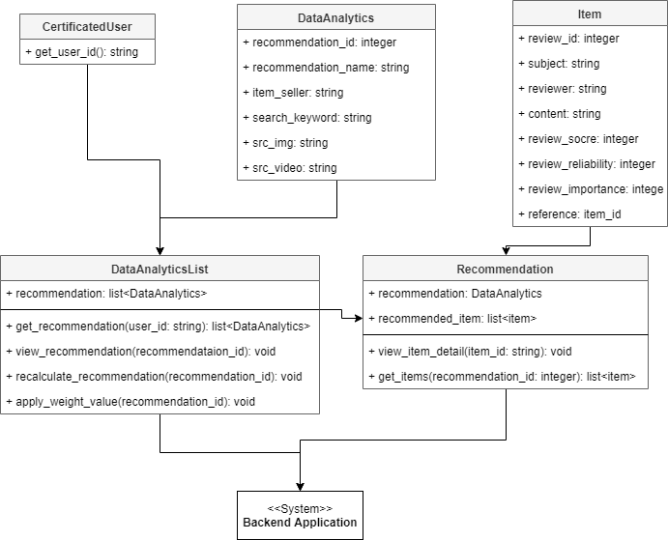 CertificatedUser
+ get_user_id(): string
DataAnalytics
+ recommendation_id: integer
+ recommendation_name: string
+ item_seller: string
+ search_keyword: string
+ src_img: string
+ src_video: string
Item
+ review_id: integer
+ subject: string
+ reviewer: string
+ content: string
+ review_socre: integer
+ review_reliability: integer
+ review_importance: intege
+ reference: item_id
DataAnalyticsList
+ recommendation: list<DataAnalytics>
+ get_recommendation(user_id: string): list<DataAnalytics>
+ view_recommendation(recommendataion_id): void
+ recalculate_recommendation(recommendation_id): void
+ apply_weight_value(recommendation_id): void
Recommendation
+ recommendation: DataAnalytics
+ recommended_item: list<item>
+ view_item_detail(item_id: string): void
+ get_items(recommendation_id: integer): list<item>
<<System>>
Backend Application